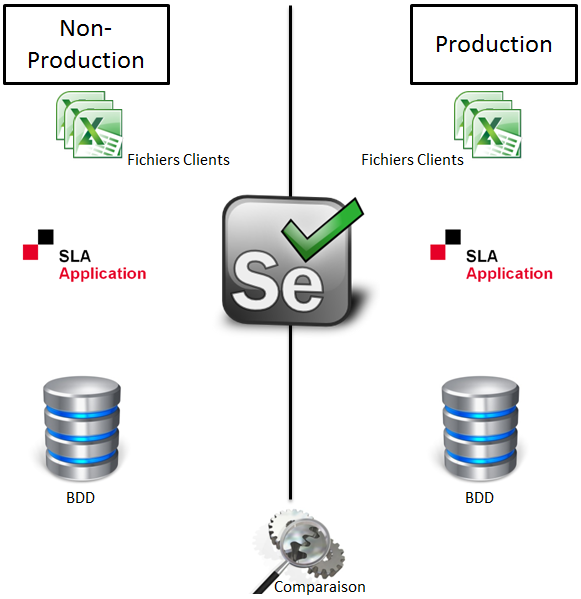 Non-
Production
Production
Fichiers Clients
Fichiers Clients
SLA
Application
Se
SLA
Application
BDD
BDD
Comparaison